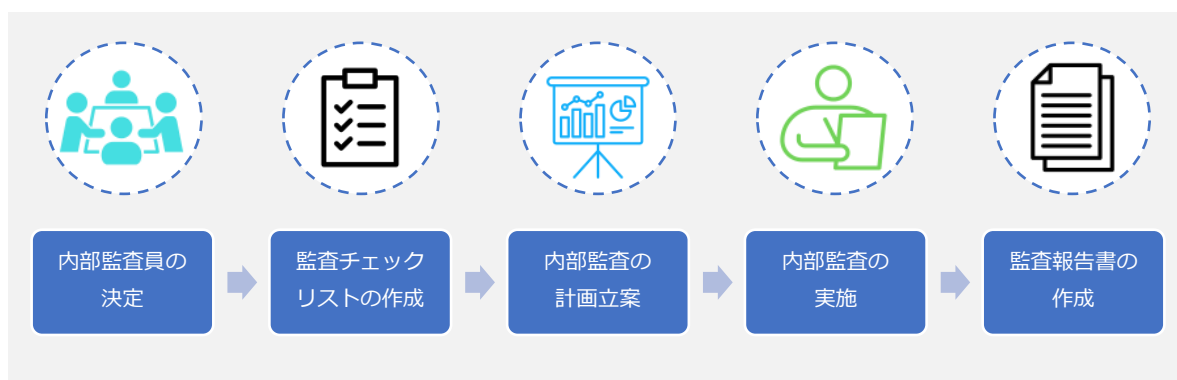 内部監査員の
決定
監査チェック
リストの作成
内部監査の
計画立案
内部監査の
実施
監査報告書の
作成